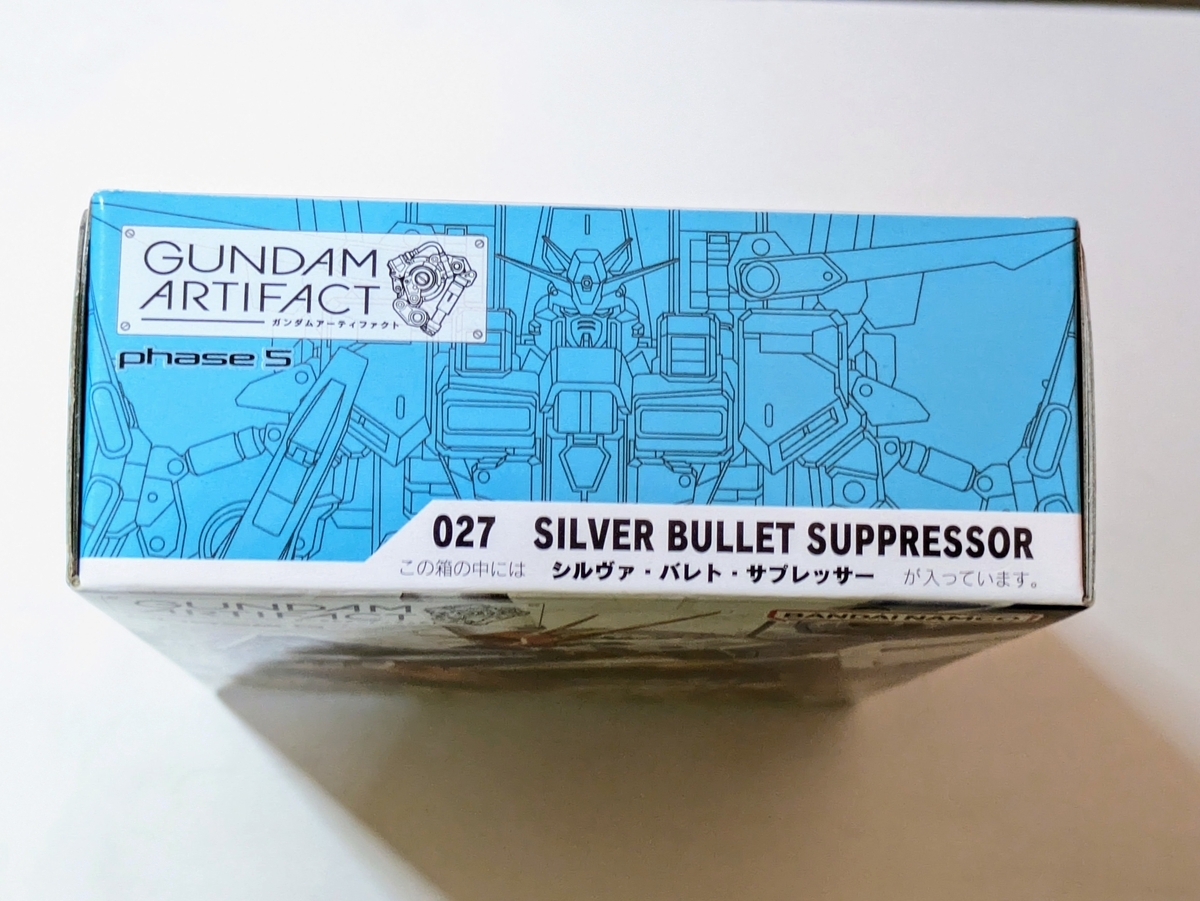 GUNDAM
ARTIFACT
ガンダムアーティファクト
phase 5
027 SILVER BULLET SUPPRESSOR
この箱の中には シルヴァ・バレト・サプレッサー が入っています。
GUNDAM
ARTIFACT
BANDAI NAMCO